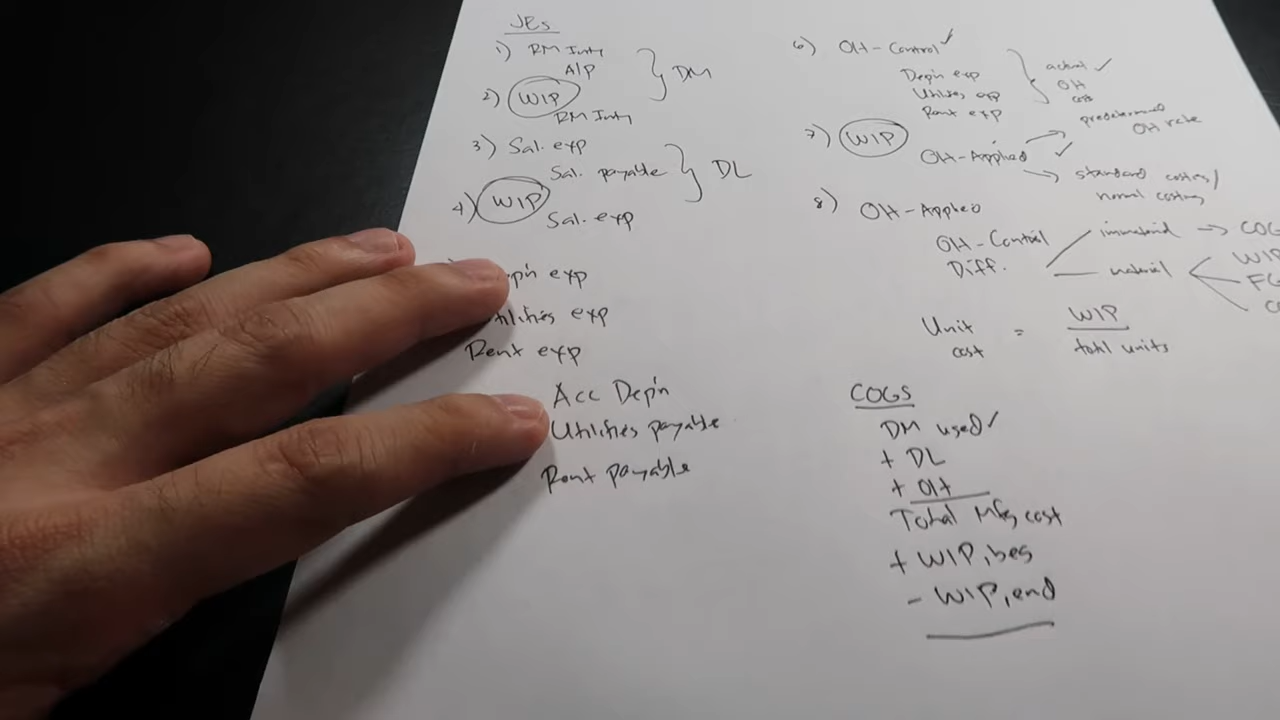 JEs
1) RM Inty
A/P
} DM
2) WIP
RM Inty
3) Sal. exp
Sal. payable
} DL
4) WIP
Sal. exp
exp
exp
Rent exp
Acc Dep'n
Utilities payable
Rent payable
6) OH-Control ✓
Dep'n exp
Utilities exp
Rent exp
} actual ✓
OH
cost
7) WIP
OH-Applied ✓
→ predetermined
OH rate
→ standard costing/
normal costing
8) OH-Applied
OH-Control
Diff.
immaterial → COG
material
WIP
FG
Unit
cost
=
WIP
total units
COGS
DM used ✓
+ DL
+ OH
Total Mfg cost
+ WIP, beg
- WIP, end